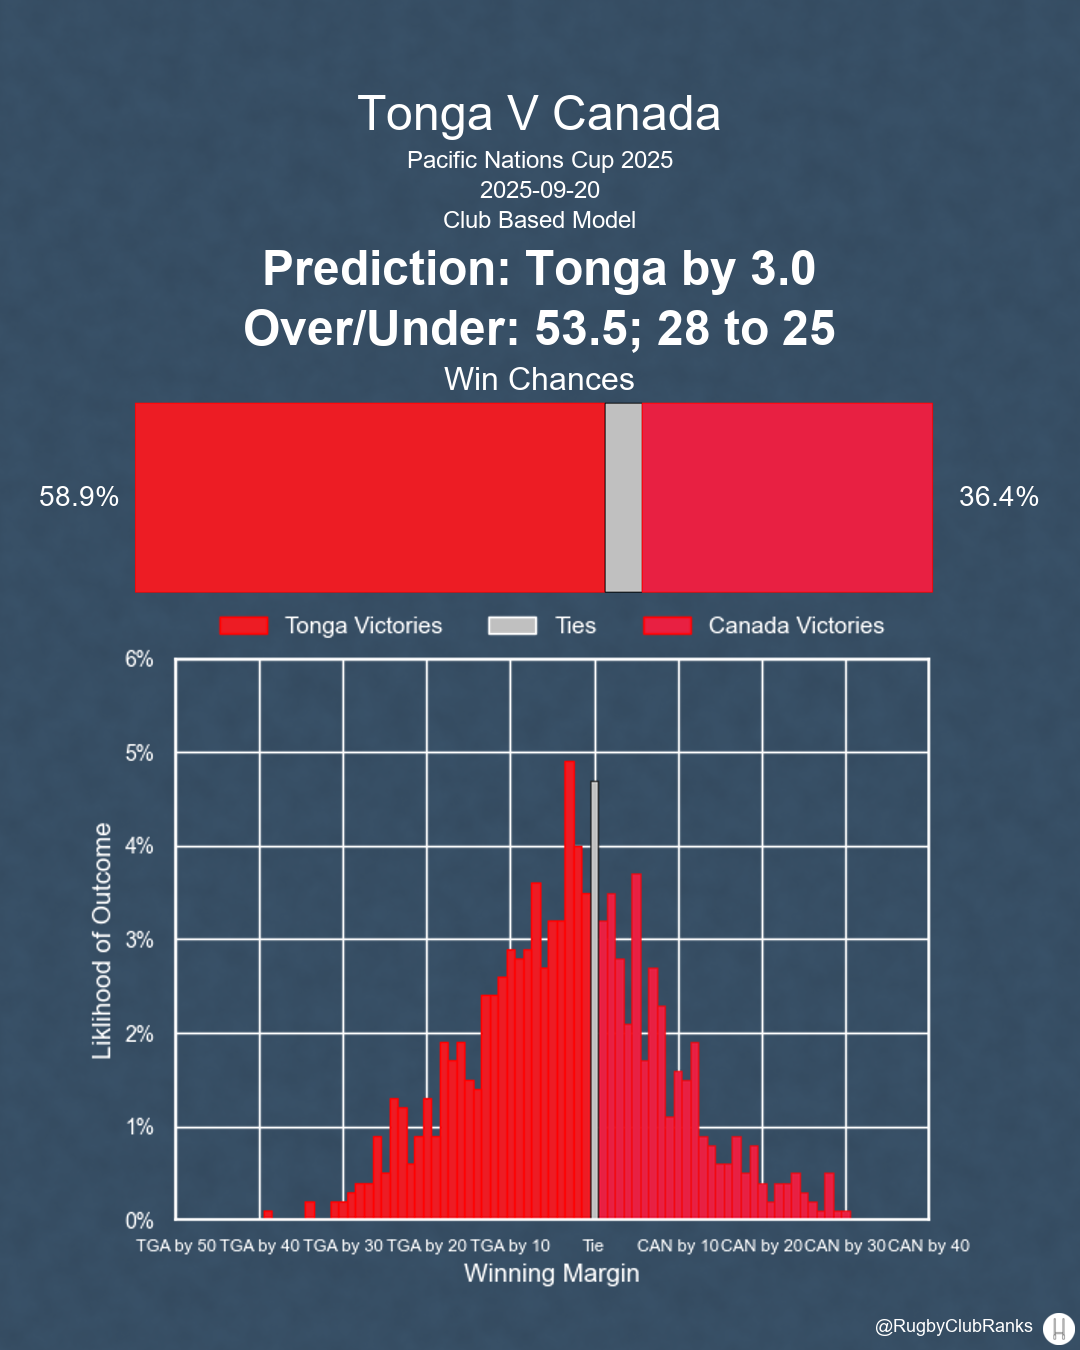 Tonga V Canada
Pacific Nations Cup 2025
2025-09-20
Club Based Model
Prediction: Tonga by 3.0
Over/Under: 53.5; 28 to 25
Win Chances
58.9% 36.4%
Tonga Victories Ties Canada Victories
6%
5%
4%
3%
2%
1%
0%
Liklihood of Outcome
TGA by 50 TGA by 40 TGA by 30 TGA by 20 TGA by 10 Tie CAN by 10 CAN by 20 CAN by 30 CAN by 40
Winning Margin
@RugbyClubRanks